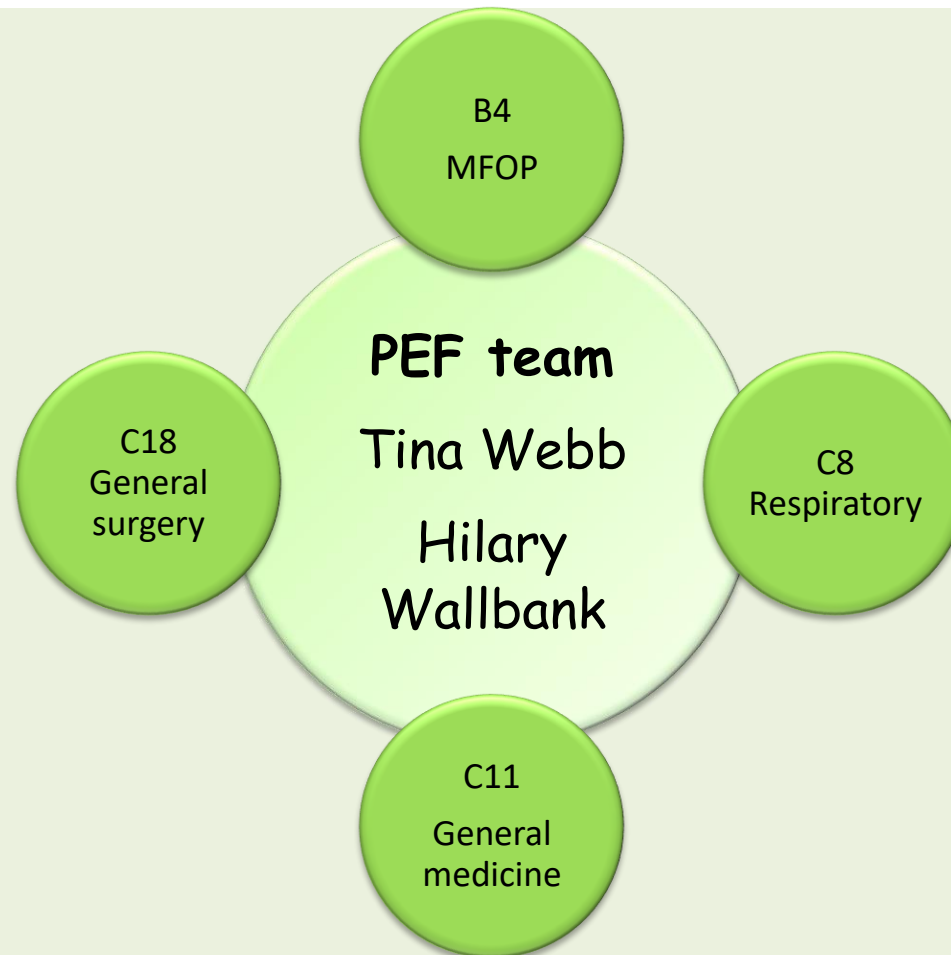 B4
MFOP
PEF team
Tina Webb
Hilary
Wallbank
C18
General
surgery
C8
Respiratory
C11
General
medicine